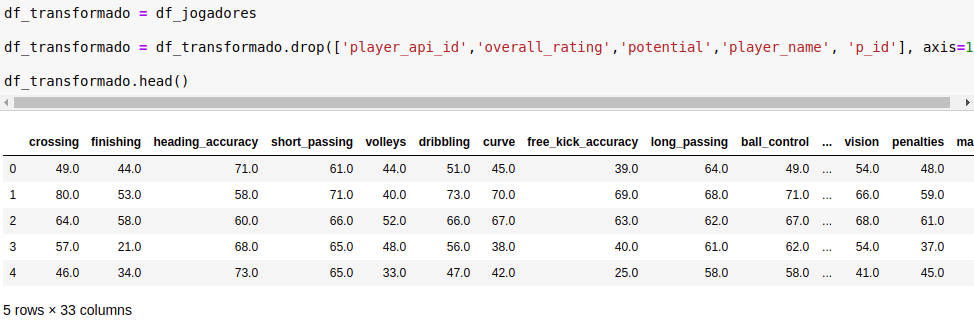 df_transformado = df_jogadores
df_transformado = df_transformado.drop(['player_api_id','overall_rating','potential','player_name', 'p_id'], axis=1
df_transformado.head()
crossing finishing heading_accuracy short_passing volleys dribbling curve free_kick_accuracy long_passing ball_control ... vision penalties ma
0 49.0 44.0 71.0 61.0 44.0 51.0 45.0 39.0 64.0 49.0 ... 54.0 48.0
1 80.0 53.0 58.0 71.0 40.0 73.0 70.0 69.0 68.0 71.0 ... 66.0 59.0
2 64.0 58.0 60.0 66.0 52.0 66.0 67.0 63.0 62.0 67.0 ... 68.0 61.0
3 57.0 21.0 68.0 65.0 48.0 56.0 38.0 40.0 61.0 62.0 ... 54.0 37.0
4 46.0 34.0 73.0 65.0 33.0 47.0 42.0 25.0 58.0 58.0 ... 41.0 45.0
5 rows × 33 columns